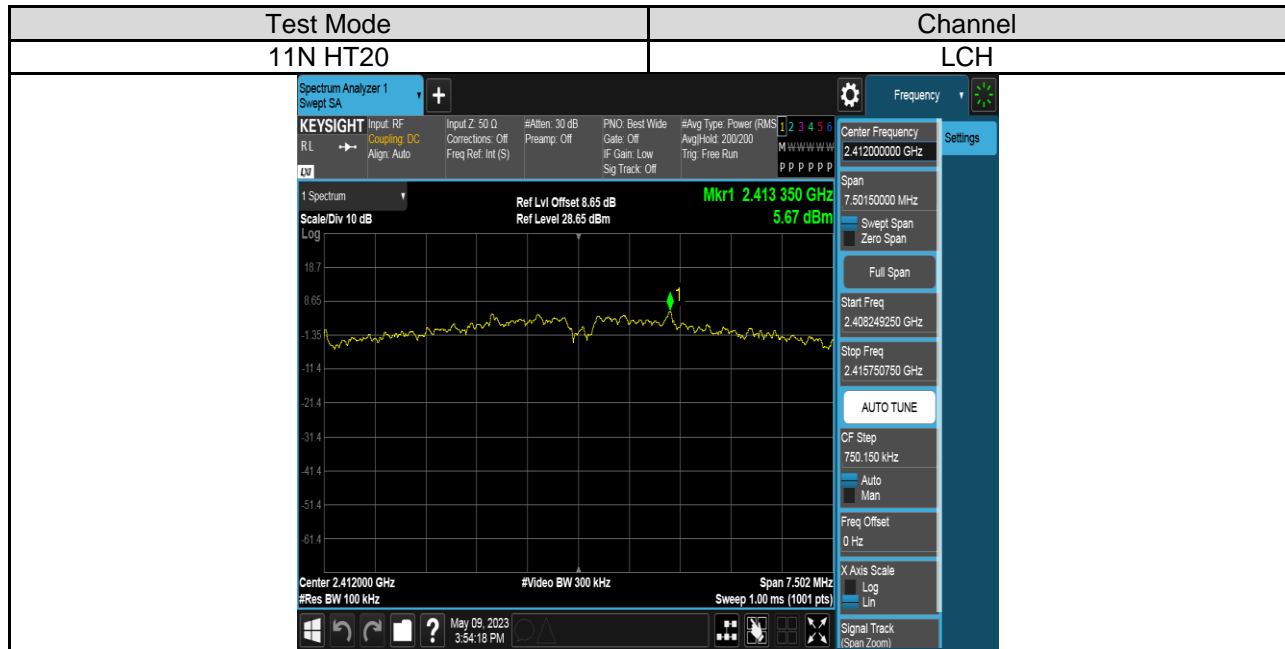 Test Mode Channel
11N HT20 LCH
Spectrum Analyzer 1
Swept SA
+
Frequency
KEYSIGHT
RL
LXI
Input: RF
Coupling: DC
Align: Auto
Input Z: 50 Ω
Corrections: Off
Freq Ref: Int (S)
#Atten: 30 dB
Preamp: Off
PNO: Best Wide
Gate: Off
IF Gain: Low
Sig Track: Off
#Avg Type: Power (RMS
Avg|Hold: 200/200
Trig: Free Run
1 2 3 4 5 6
M W W W W W
P P P P P P
1 Spectrum
Scale/Div 10 dB
Log
Ref Lvl Offset 8.65 dB
Ref Level 28.65 dBm
Mkr1 2.413 350 GHz
5.67 dBm
18.7
8.65
-1.35
-11.4
-21.4
-31.4
-41.4
-51.4
-61.4
1
Center 2.412000 GHz
#Res BW 100 kHz
#Video BW 300 kHz
Span 7.502 MHz
Sweep 1.00 ms (1001 pts)
?
May 09, 2023
3:54:18 PM
Center Frequency
2.412000000 GHz
Settings
Span
7.50150000 MHz
Swept Span
Zero Span
Full Span
Start Freq
2.408249250 GHz
Stop Freq
2.415750750 GHz
AUTO TUNE
CF Step
750.150 kHz
Auto
Man
Freq Offset
0 Hz
X Axis Scale
Log
Lin
Signal Track
(Span Zoom)